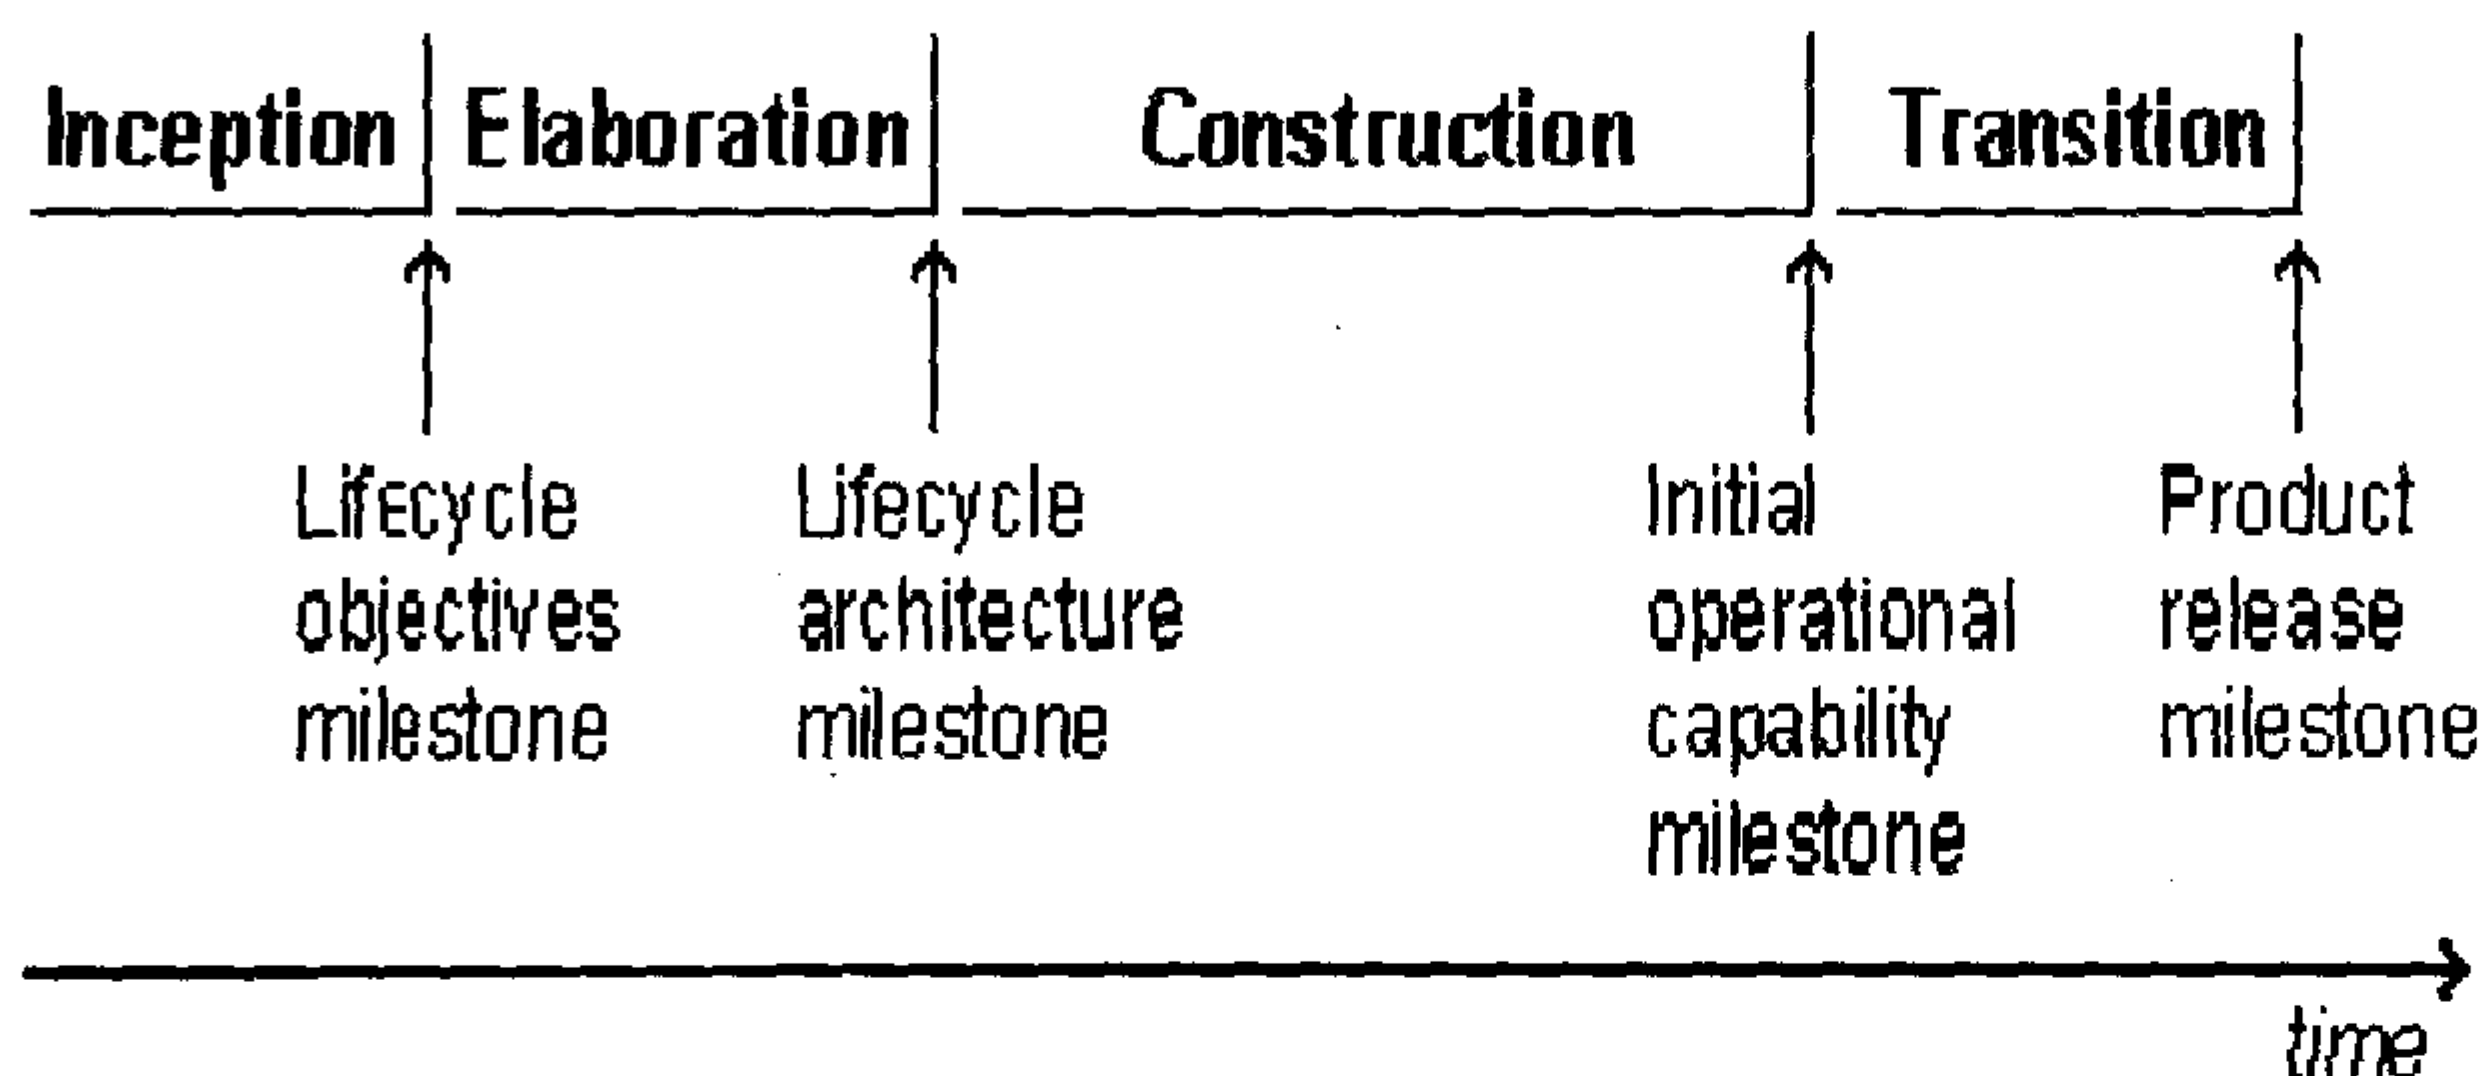 Inception Elaboration Construction Transition
Lifecycle
objectives
milestone
Lifecycle
architecture
milestone
Initial
operational
capability
milestone
Product
release
milestone
time